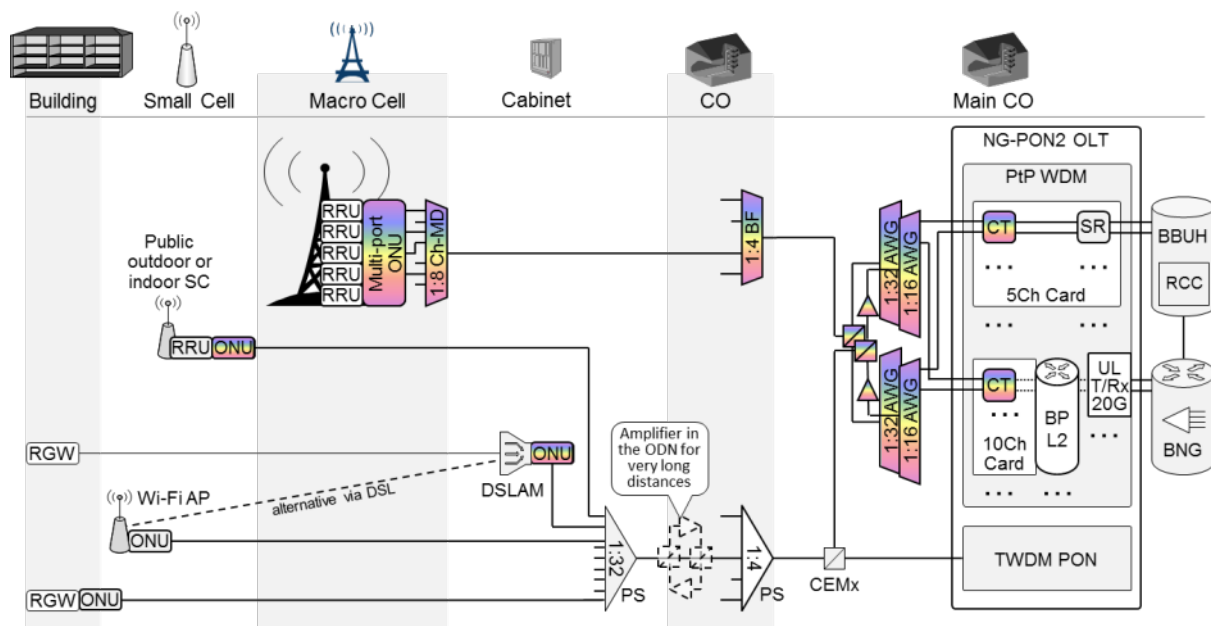 Building
Small Cell
Macro Cell
Cabinet
CO
Main CO
NG-PON2 OLT
PtP WDM
RRU
RRU
RRU
RRU
RRU
Multi-port
ONU
1:8 Ch-MD
1:4 BF
1:32 AWG
1:16 AWG
CT
SR
...
...
5Ch Card
...
...
BBUH
RCC
Public
outdoor or
indoor SC
RRU
ONU
1:32 AWG
1:16 AWG
CT
...
10Ch
Card
BP
L2
UL
T/Rx
20G
...
...
...
BNG
RGW
ONU
DSLAM
Amplifier in
the ODN for
very long
distances
Wi-Fi AP
alternative via DSL
ONU
1:32
PS
1:4
PS
CEMx
TWDM PON
RGW
ONU